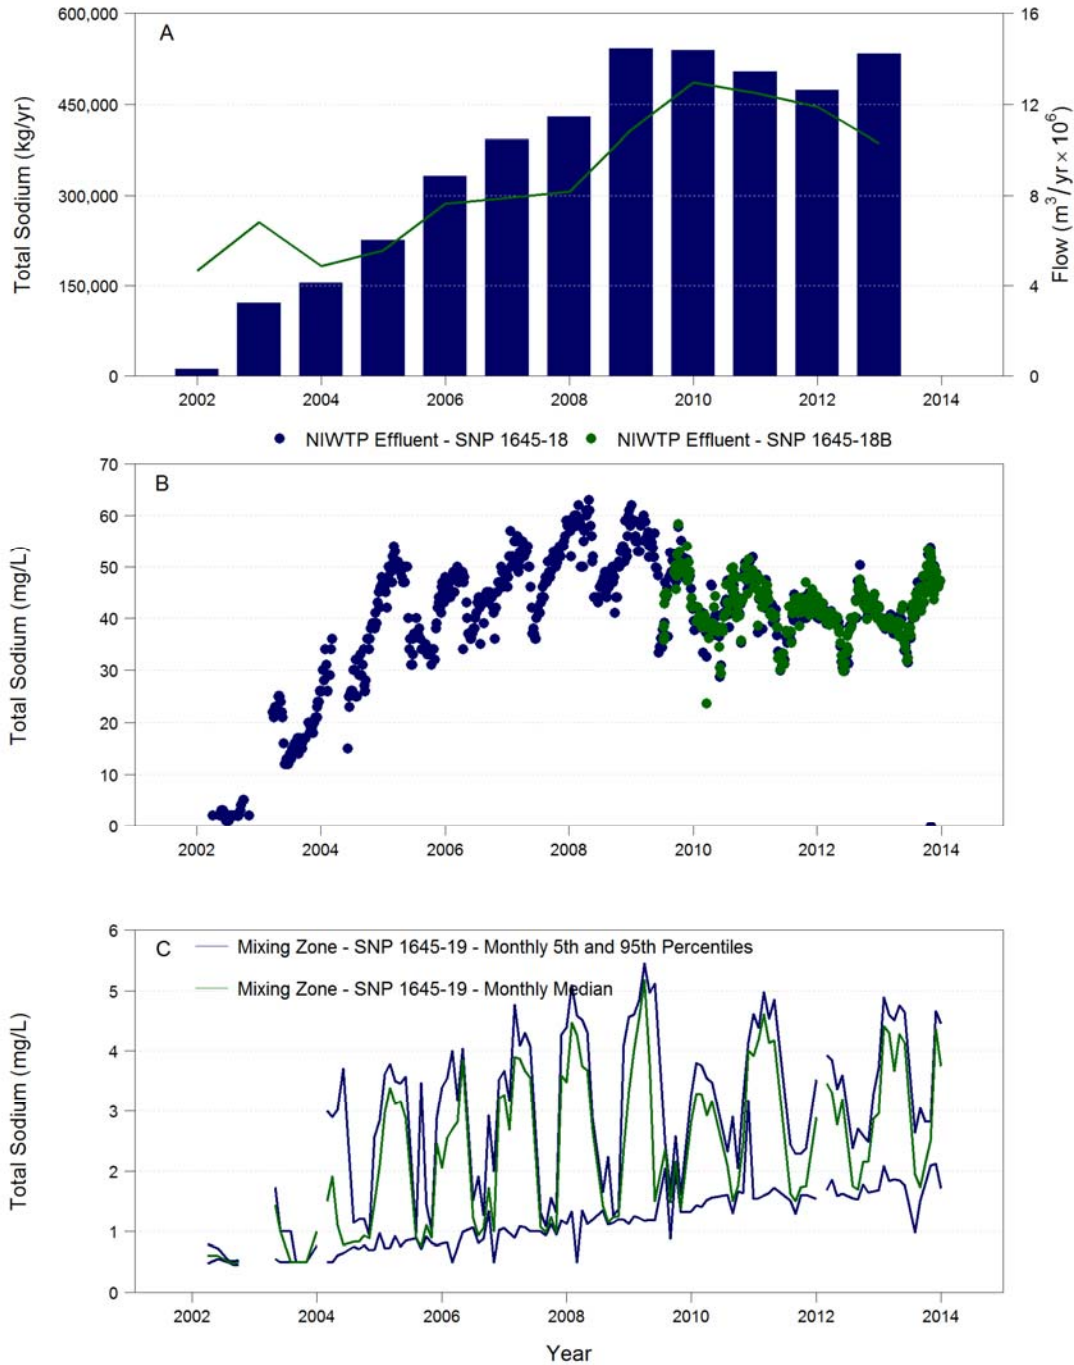 A
600,000
450,000
300,000
150,000
0
Total Sodium (kg/yr)
16
12
8
4
0
Flow (m³/yr × 10⁶)
2002 2004 2006 2008 2010 2012 2014
NIWTP Effluent - SNP 1645-18 NIWTP Effluent - SNP 1645-18B
B
70
60
50
40
30
20
10
0
Total Sodium (mg/L)
2002 2004 2006 2008 2010 2012 2014
C
Mixing Zone - SNP 1645-19 - Monthly 5th and 95th Percentiles
Mixing Zone - SNP 1645-19 - Monthly Median
6
5
4
3
2
1
0
Total Sodium (mg/L)
2002 2004 2006 2008 2010 2012 2014
Year